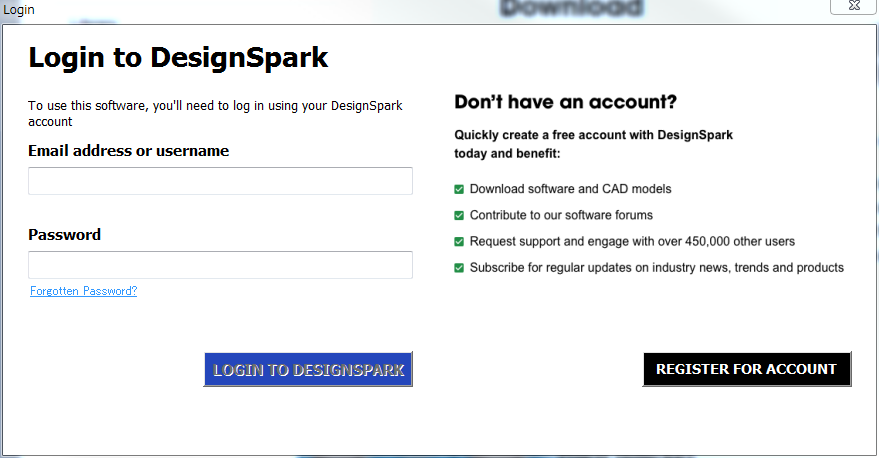 Login
Download
Login to DesignSpark
To use this software, you'll need to log in using your DesignSpark
account
Email address or username
Password
Forgotten Password?
LOGIN TO DESIGNSPARK
Don't have an account?
Quickly create a free account with DesignSpark
today and benefit:
Download software and CAD models
Contribute to our software forums
Request support and engage with over 450,000 other users
Subscribe for regular updates on industry news, trends and products
REGISTER FOR ACCOUNT